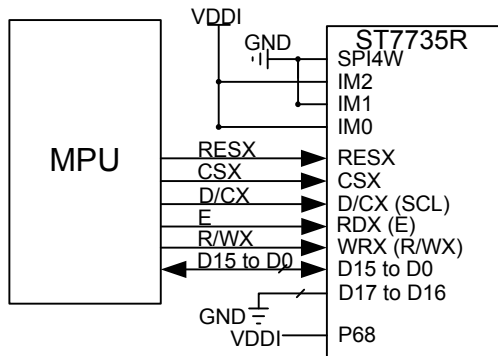 VDDI
GND
ST7735R
SPI4W
IM2
IM1
IM0
MPU
RESX
RESX
CSX
CSX
D/CX
D/CX (SCL)
E
RDX (E)
R/WX
WRX (R/WX)
D15 to D0
D15 to D0
D17 to D16
GND
VDDI
P68